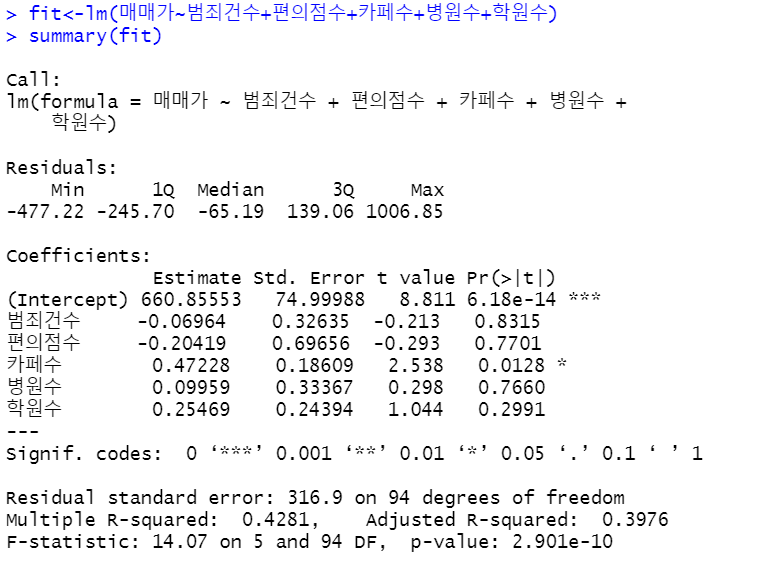 > fit<-lm(매매가~범죄건수+편의점수+카페수+병원수+학원수)
> summary(fit)
Call:
lm(formula = 매매가 ~ 범죄건수 + 편의점수 + 카페수 + 병원수 +
    학원수)
Residuals:
    Min      1Q  Median      3Q     Max
-477.22 -245.70  -65.19  139.06 1006.85
Coefficients:
             Estimate Std. Error t value Pr(>|t|)
(Intercept) 660.85553   74.99988   8.811 6.18e-14 ***
범죄건수     -0.06964    0.32635  -0.213   0.8315
편의점수     -0.20419    0.69656  -0.293   0.7701
카페수        0.47228    0.18609   2.538   0.0128 *
병원수        0.09959    0.33367   0.298   0.7660
학원수        0.25469    0.24394   1.044   0.2991
---
Signif. codes:  0 ‘***’ 0.001 ‘**’ 0.01 ‘*’ 0.05 ‘.’ 0.1 ‘ ’ 1
Residual standard error: 316.9 on 94 degrees of freedom
Multiple R-squared:  0.4281,    Adjusted R-squared:  0.3976
F-statistic: 14.07 on 5 and 94 DF,  p-value: 2.901e-10